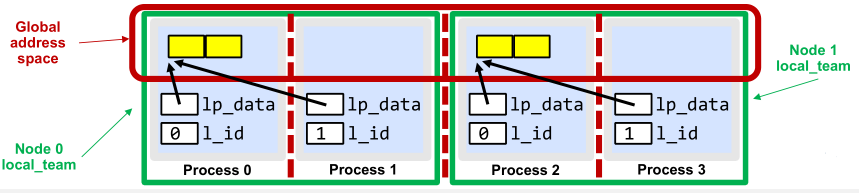 Global
address
space
Node 1
local_team
lp_data
lp_data
lp_data
lp_data
0 l_id
1 l_id
0 l_id
1 l_id
Node 0
local_team
Process 0
Process 1
Process 2
Process 3